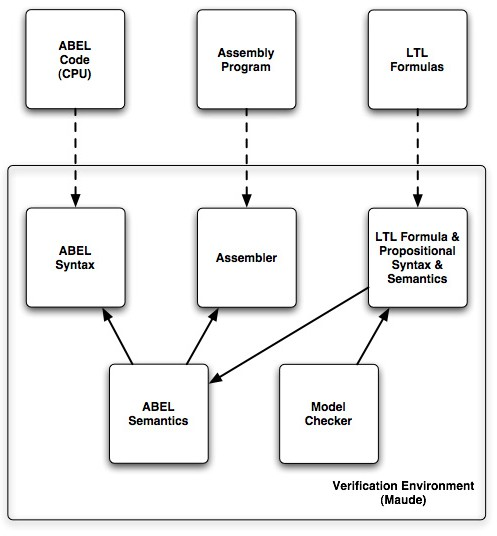 ABEL
Code
(CPU)
Assembly
Program
LTL
Formulas
ABEL
Syntax
Assembler
LTL Formula &
Propositional
Syntax &
Semantics
ABEL
Semantics
Model
Checker
Verification Environment
(Maude)